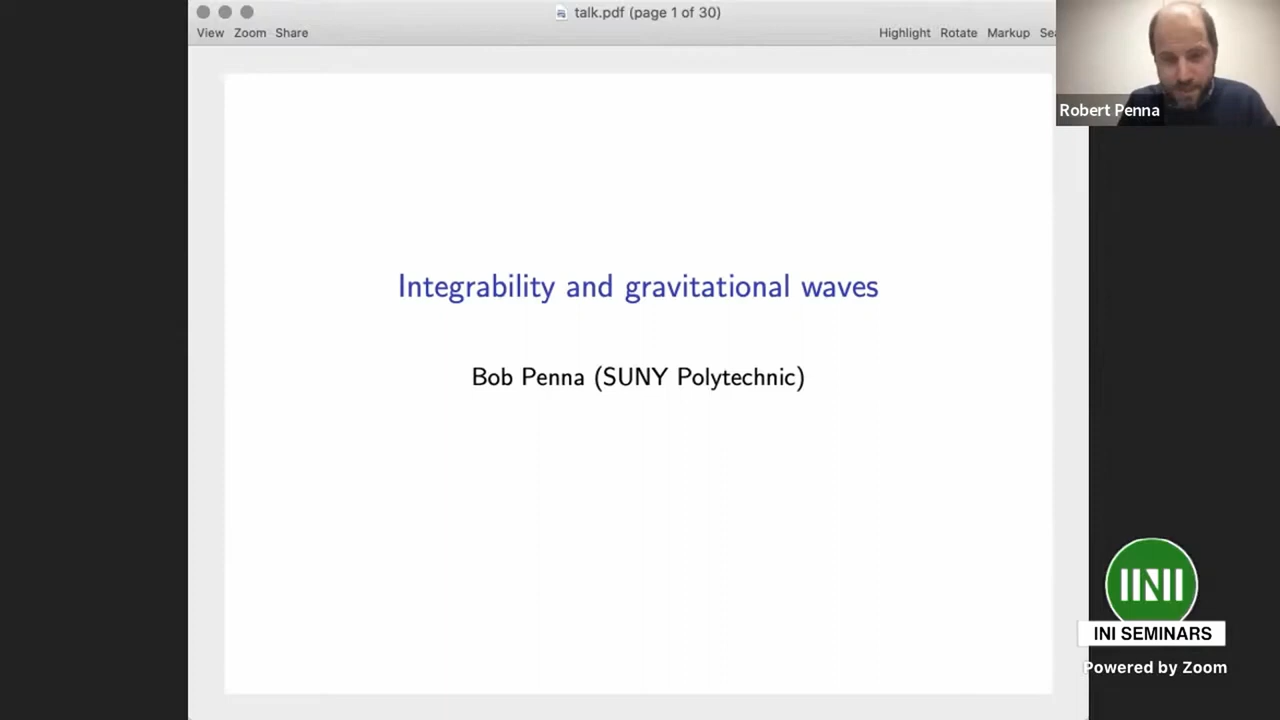 talk.pdf (page 1 of 30)
View Zoom Share
Highlight Rotate Markup Sea
Robert Penna
Integrability and gravitational waves
Bob Penna (SUNY Polytechnic)
INI
INI SEMINARS
Powered by Zoom